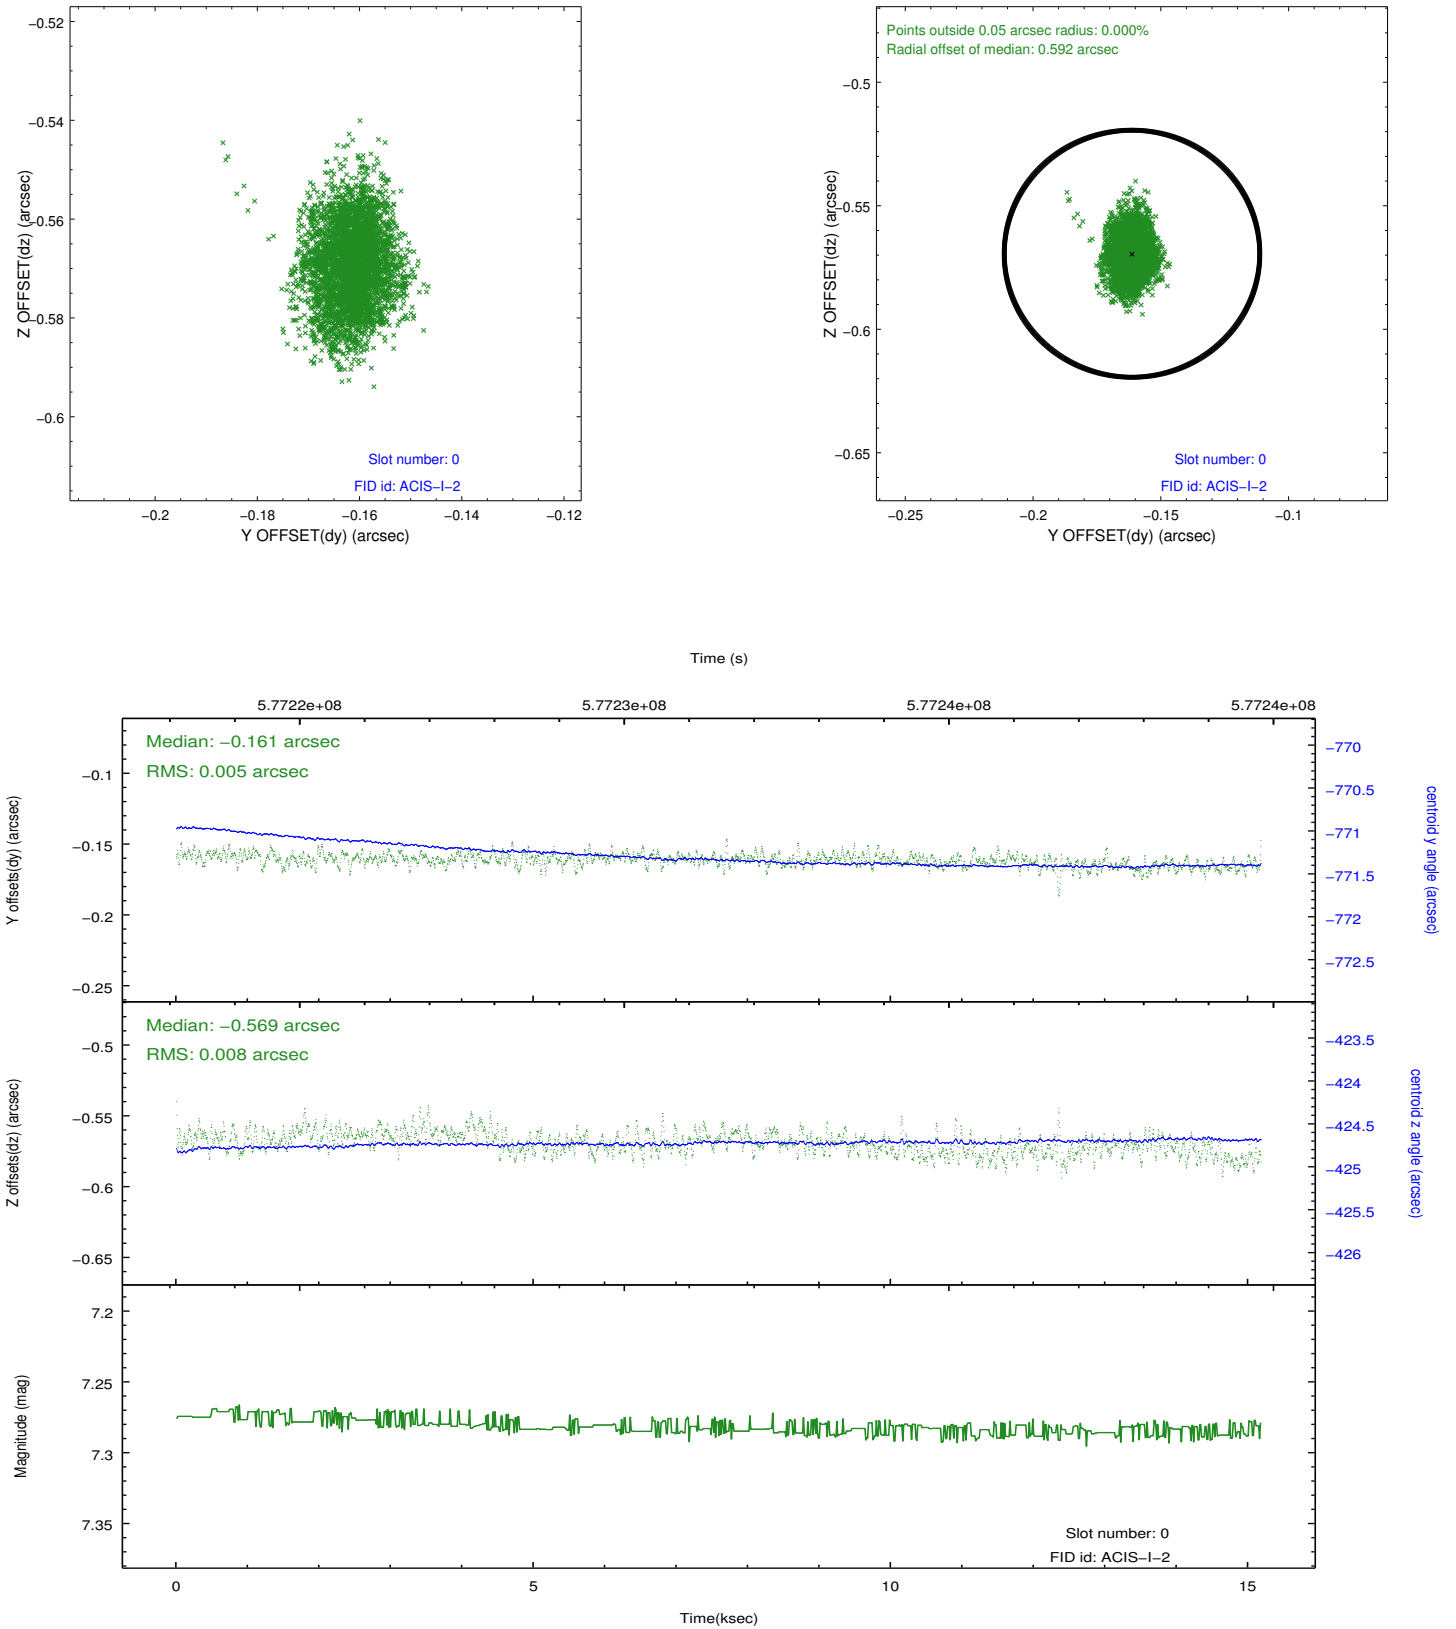 −0.52
−0.54
−0.56
−0.58
−0.6
Z OFFSET(dz) (arcsec)
Slot number: 0
FID id: ACIS−I−2
−0.2
−0.18
−0.16
−0.14
−0.12
Y OFFSET(dy) (arcsec)
Points outside 0.05 arcsec radius: 0.000%
Radial offset of median: 0.592 arcsec
−0.5
−0.55
−0.6
−0.65
Z OFFSET(dz) (arcsec)
Slot number: 0
FID id: ACIS−I−2
−0.25
−0.2
−0.15
−0.1
Y OFFSET(dy) (arcsec)
Time (s)
5.7722e+08
5.7723e+08
5.7724e+08
5.7724e+08
Median: −0.161 arcsec
RMS: 0.005 arcsec
−0.1
−0.15
−0.2
−0.25
Y offsets(dy) (arcsec)
−770
−770.5
−771
−771.5
−772
−772.5
centroid y angle (arcsec)
Median: −0.569 arcsec
RMS: 0.008 arcsec
−0.5
−0.55
−0.6
−0.65
Z offsets(dz) (arcsec)
−423.5
−424
−424.5
−425
−425.5
−426
centroid z angle (arcsec)
7.2
7.25
7.3
7.35
Magnitude (mag)
Slot number: 0
FID id: ACIS−I−2
0
5
10
15
Time(ksec)